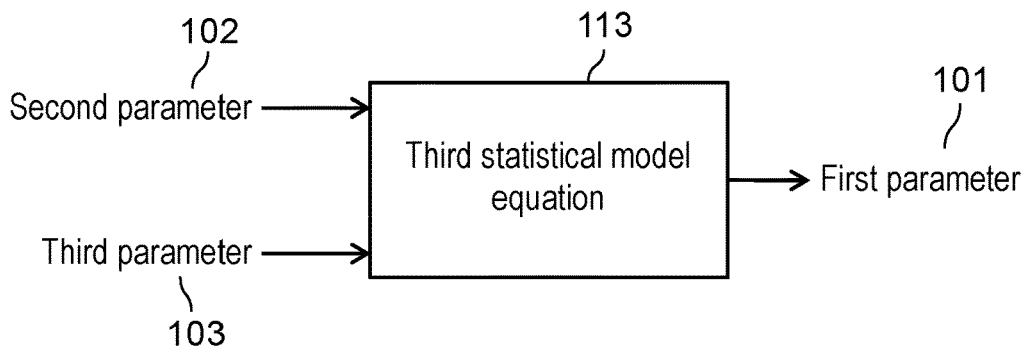 102
Second parameter
Third parameter
103
113
Third statistical model
equation
101
First parameter